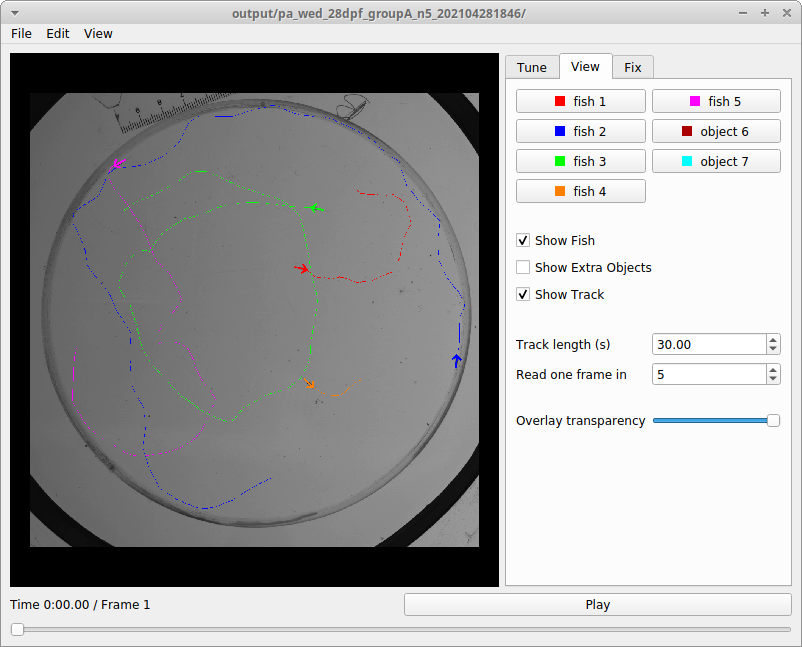 output/pa_wed_28dpf_groupA_n5_202104281846/
File Edit View
Tune View Fix
fish 1 fish 5
fish 2 object 6
fish 3 object 7
fish 4
Show Fish
Show Extra Objects
Show Track
Track length (s) 30.00
Read one frame in 5
Overlay transparency
Time 0:00.00 / Frame 1 Play